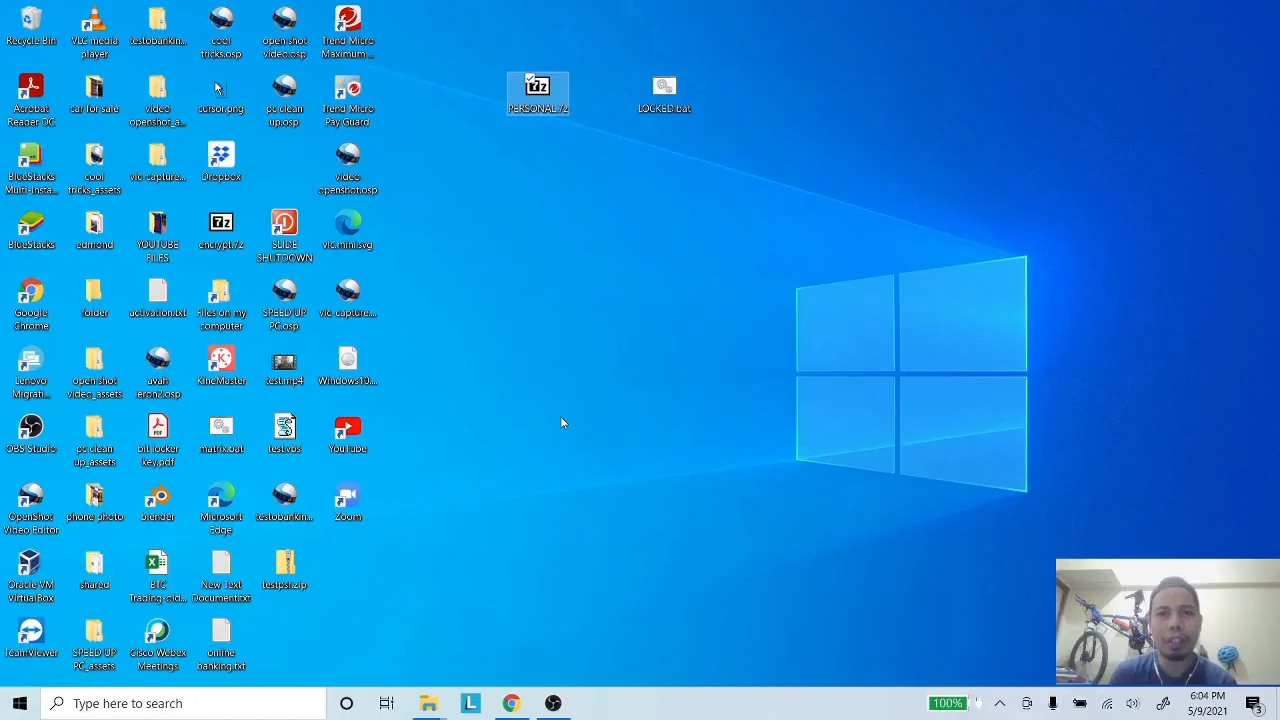 Recycle Bin
VLC media
player
testobankin...
cool
tricks.osp
open shot
video.osp
Trend Micro
Maximum ...
PERSONAL.7z
LOCKED.bat
Acrobat
Reader DC
car for sale
video
openshot_a...
cursor.png
pc clean
up.osp
Trend Micro
Pay Guard
BlueStacks
Multi-Insta...
cool
tricks_assets
vlc-capture...
Dropbox
video
openshot.osp
BlueStacks
edmond
YOUTUBE
FILES
encrypt.7z
SLIDE
SHUTDOWN
vlc.mini.svg
Google
Chrome
folder
activation.txt
Files on my
computer
SPEED UP
PC.osp
vlc-capture...
Lenovo
Migrati...
open shot
video_assets
avah
ieron2.osp
KineMaster
test.mp4
Windows10....
OBS Studio
pc clean
up_assets
bit locker
key.pdf
matrix.bat
test.vbs
YouTube
OpenShot
Video Editor
phone photo
blender
Microsoft
Edge
testobankin...
Zoom
Oracle VM
VirtualBox
shared
BTC
Trading-old...
New Text
Document.txt
testpsr.zip
TeamViewer
SPEED UP
PC_assets
Cisco Webex
Meetings
online
banking.txt
Type here to search
L
100%
6:04 PM
5/9/2021
3